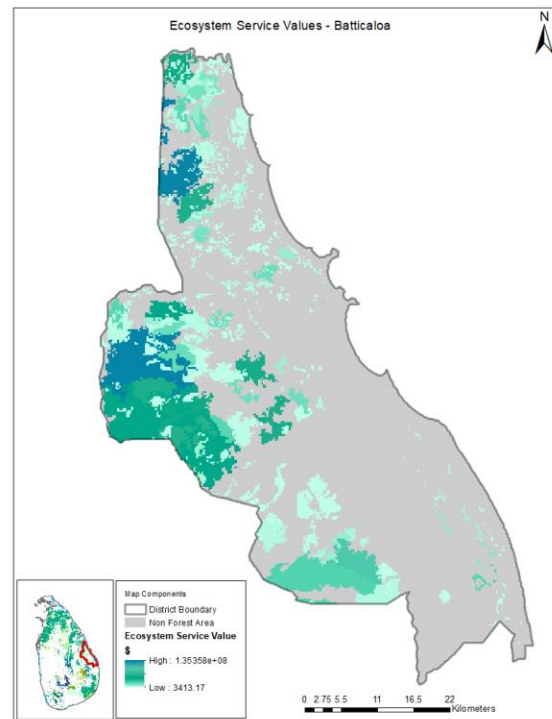 Ecosystem Service Values - Batticaloa
N
Map Components
District Boundary
Non Forest Area
Ecosystem Service Value
$
High : 1.35358e+08
Low : 3413.17
0 2.75 5.5 11 16.5 22
Kilometers